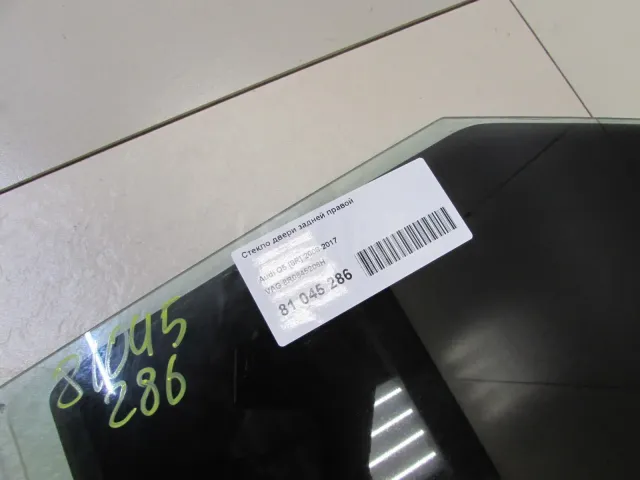 Стекло двери задней правой
Audi Q5 [8R] 2008-2017
VAG 8R0845206H
81 045 286
81045
286